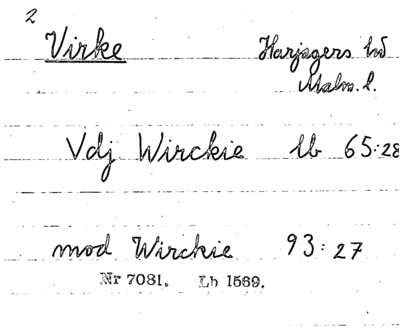 2
Virke Harjagers hd
Malm. l.
Vdj Wirckie lb 65:28
mod Wirckie 93:27
Nr 7081. Lb 1569.